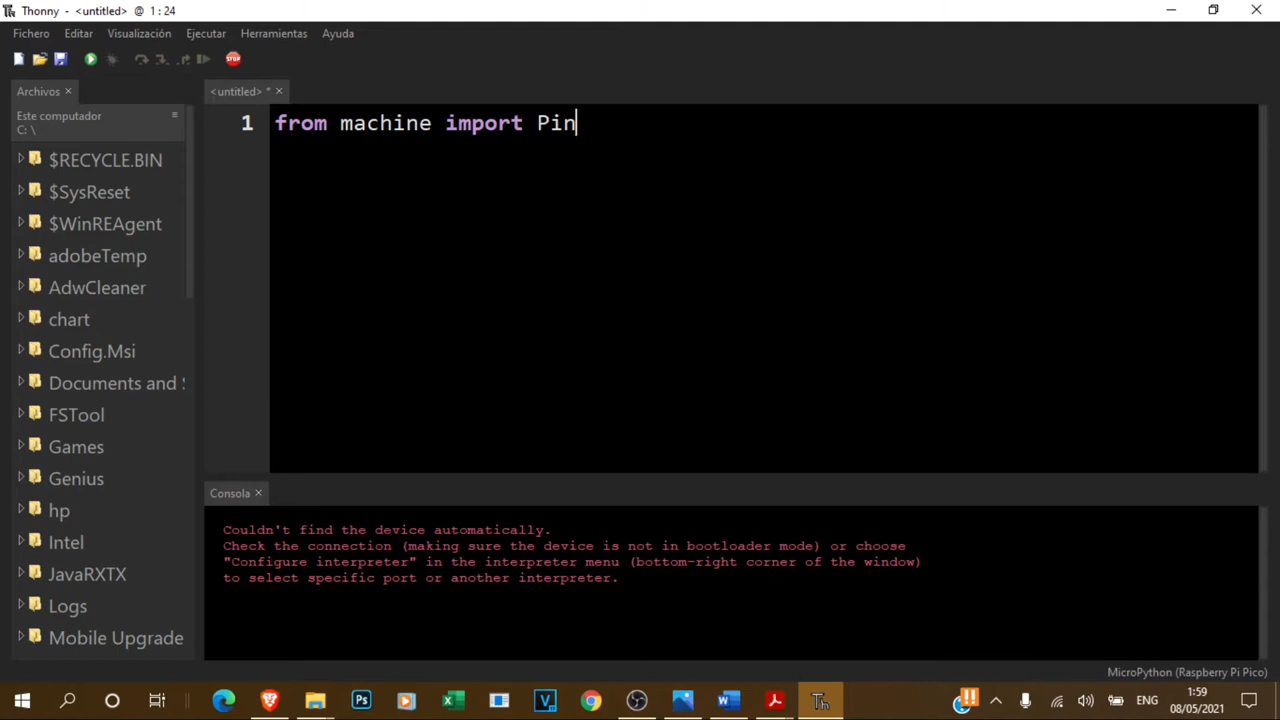 Thonny - <untitled> @ 1:24
Fichero Editar Visualización Ejecutar Herramientas Ayuda
STOP
Archivos ×
<untitled> * ×
Este computador
C: \
$RECYCLE.BIN
$SysReset
$WinREAgent
adobeTemp
AdwCleaner
chart
Config.Msi
Documents and
FSTool
Games
Genius
hp
Intel
JavaRXTX
Logs
Mobile Upgrade
1 from machine import Pin
Consola ×
Couldn't find the device automatically.
Check the connection (making sure the device is not in bootloader mode) or choose
"Configure interpreter" in the interpreter menu (bottom-right corner of the window)
to select specific port or another interpreter.
MicroPython (Raspberry Pi Pico)
Ps
W
Th
ENG
1:59
08/05/2021